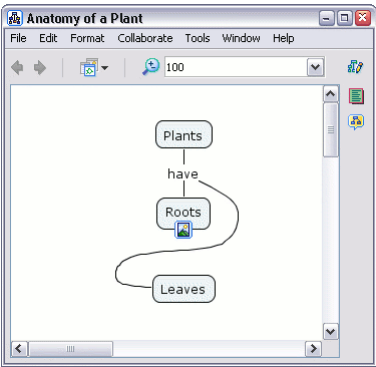 Anatomy of a Plant
File Edit Format Collaborate Tools Window Help
100
Plants
have
Roots
Leaves